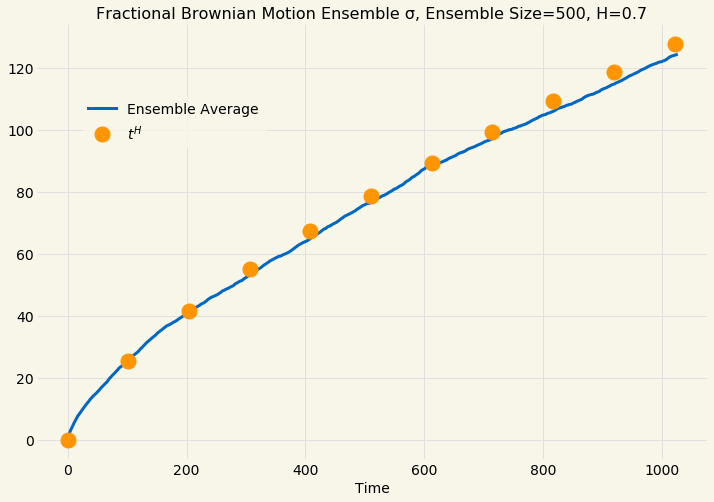 Fractional Brownian Motion Ensemble σ, Ensemble Size=500, H=0.7
120
Ensemble Average
t^H
100
80
60
40
20
0
0 200 400 600 800 1000
Time